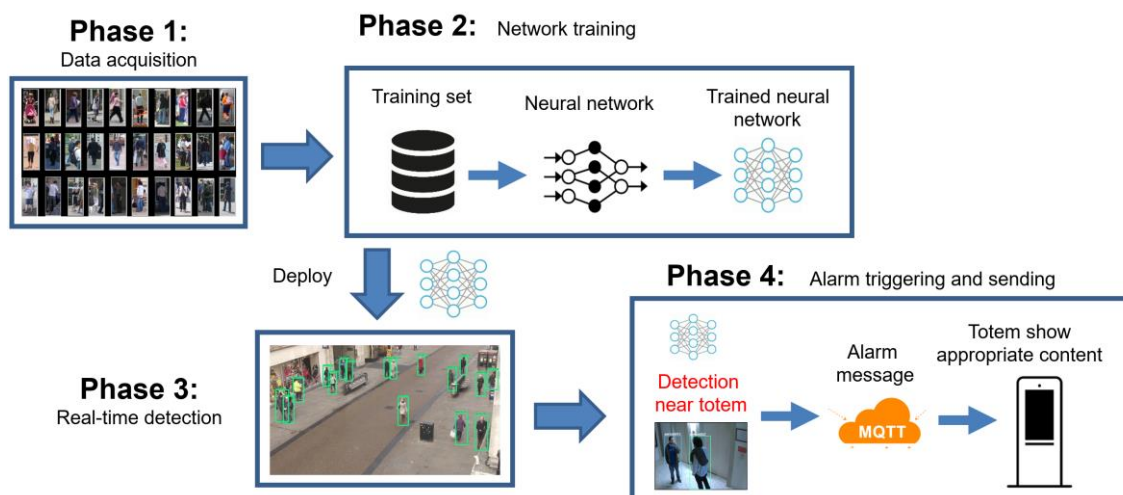 Phase 1:
Data acquisition
Phase 2: Network training
Training set
Neural network
Trained neural
network
Deploy
Phase 3:
Real-time detection
Phase 4: Alarm triggering and sending
Detection
near totem
Alarm
message
MQTT
Totem show
appropriate content